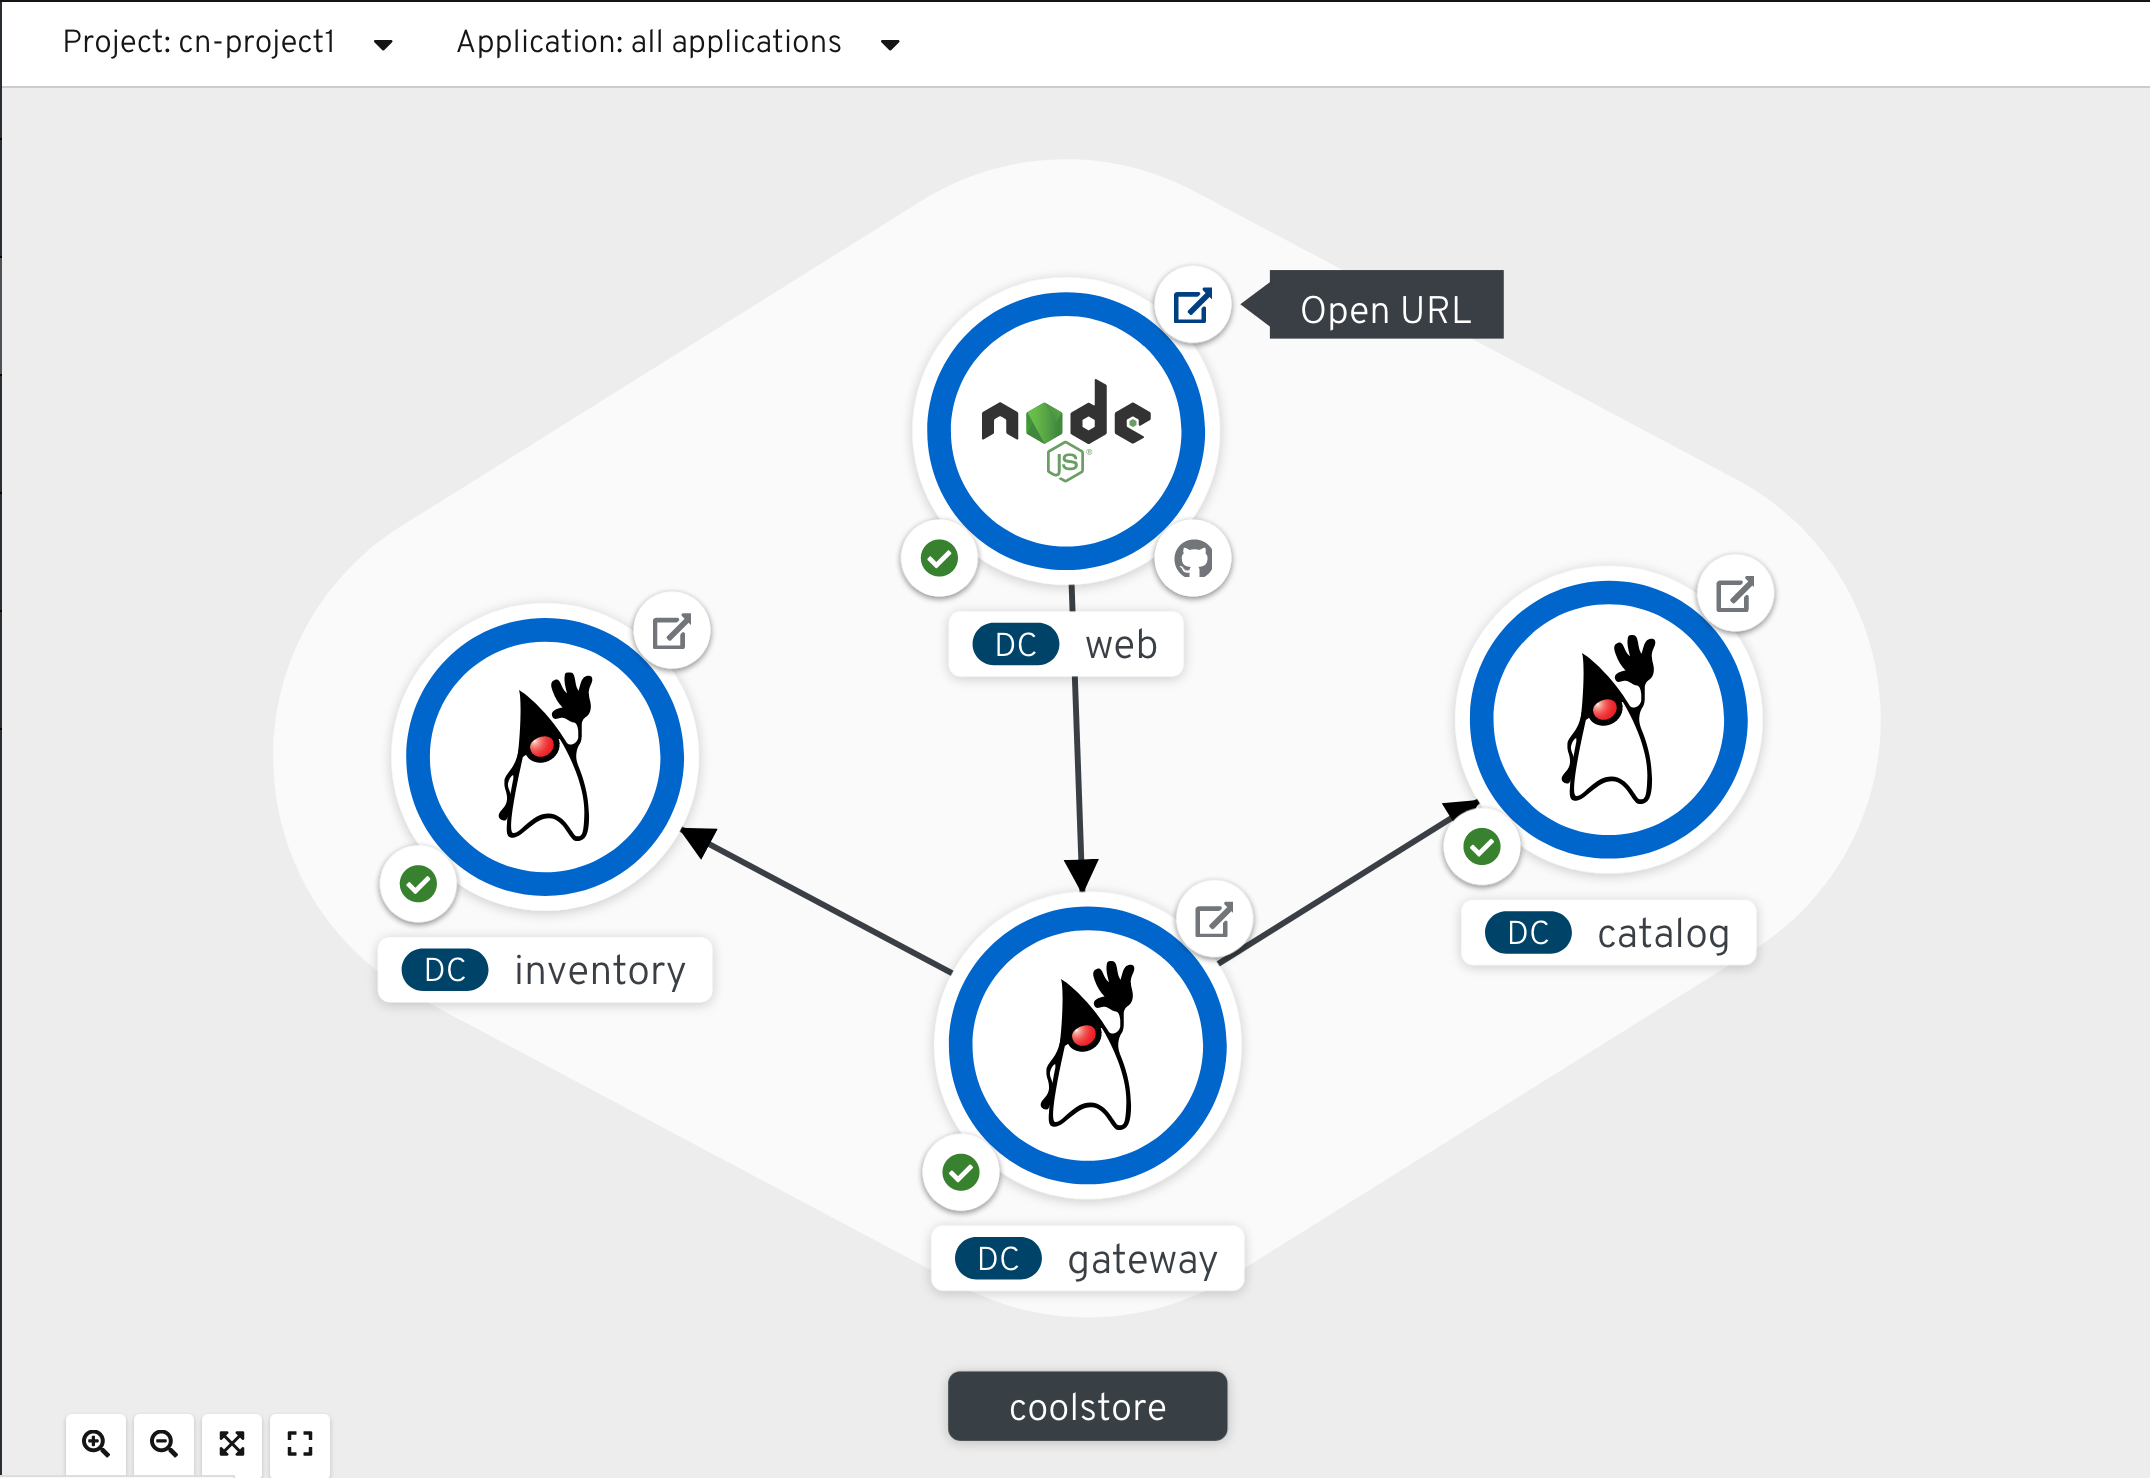 Project: cn-project1
Application: all applications
Open URL
node
JS
DC web
DC inventory
DC catalog
DC gateway
coolstore